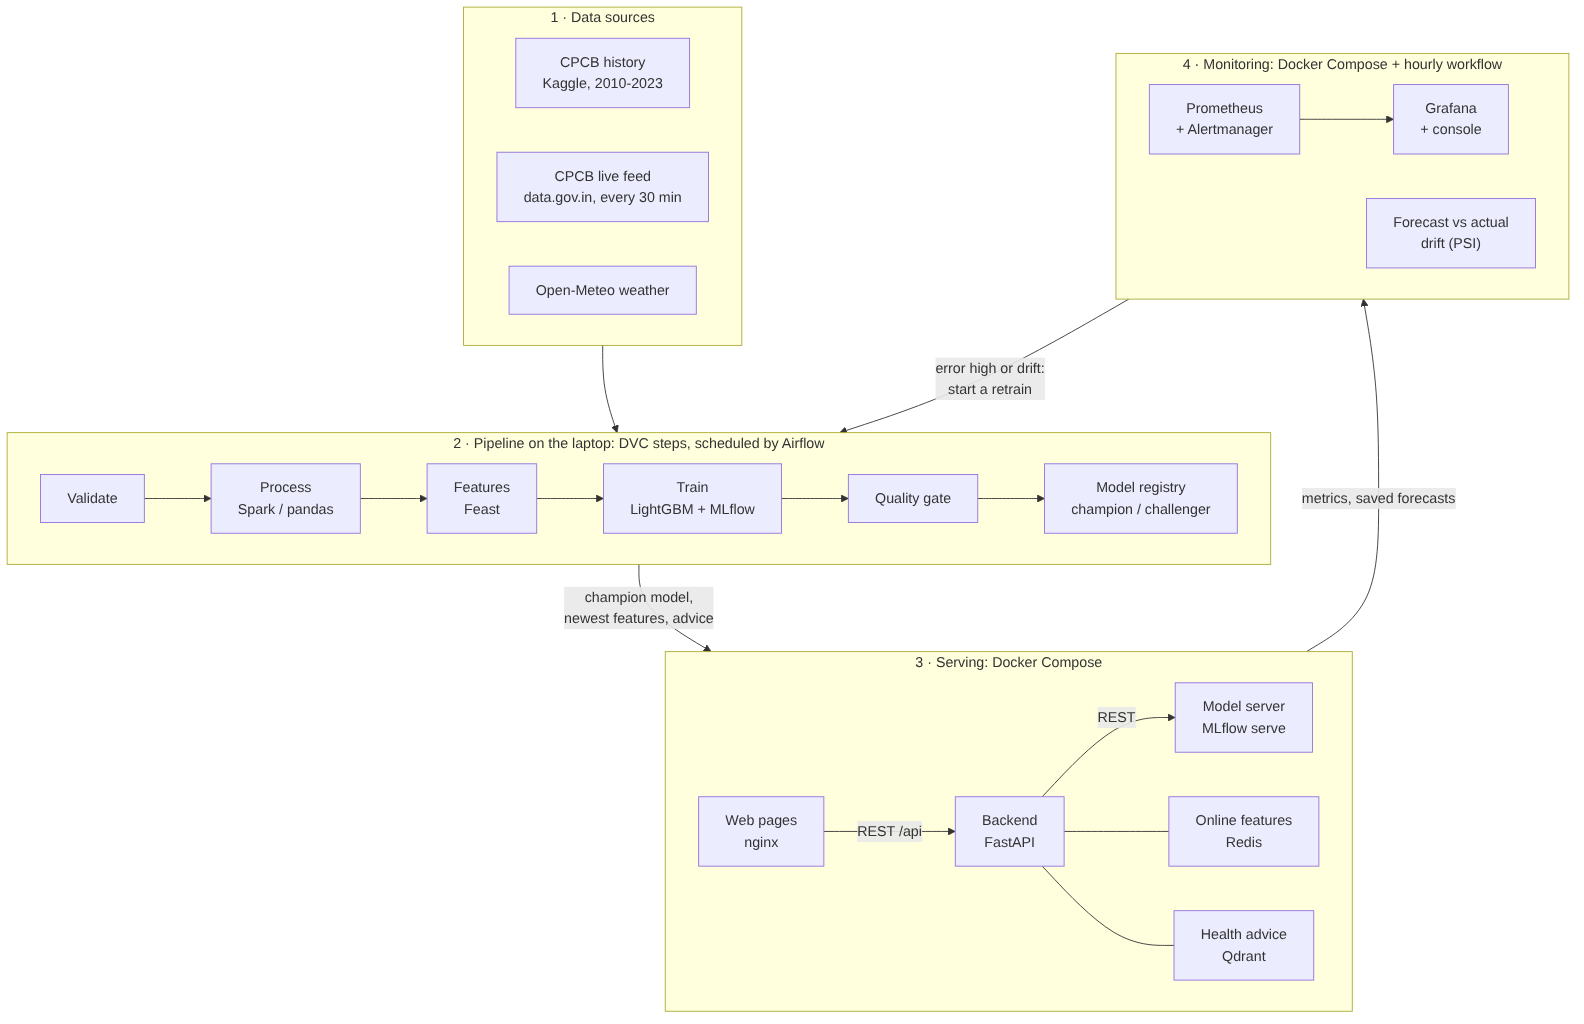 1 · Data sources
CPCB history
Kaggle, 2010-2023
CPCB live feed
data.gov.in, every 30 min
Open-Meteo weather
4 · Monitoring: Docker Compose + hourly workflow
Prometheus
+ Alertmanager
Grafana
+ console
Forecast vs actual
drift (PSI)
error high or drift:
start a retrain
2 · Pipeline on the laptop: DVC steps, scheduled by Airflow
Validate
Process
Spark / pandas
Features
Feast
Train
LightGBM + MLflow
Quality gate
Model registry
champion / challenger
metrics, saved forecasts
champion model,
newest features, advice
3 · Serving: Docker Compose
Web pages
nginx
REST /api
Backend
FastAPI
REST
Model server
MLflow serve
Online features
Redis
Health advice
Qdrant